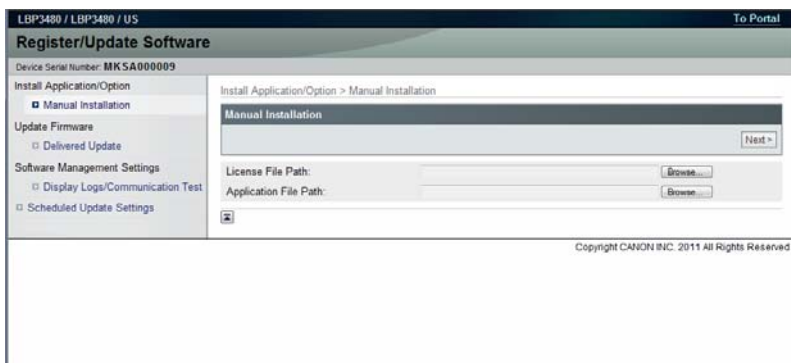 LBP3480 / LBP3480 / US
To Portal
Register/Update Software
Device Serial Number: MKSA000009
Install Application/Option
Manual Installation
Update Firmware
Delivered Update
Software Management Settings
Display Logs/Communication Test
Scheduled Update Settings
Install Application/Option > Manual Installation
Manual Installation
Next >
License File Path:
Browse...
Application File Path:
Browse...
Copyright CANON INC. 2011 All Rights Reserved